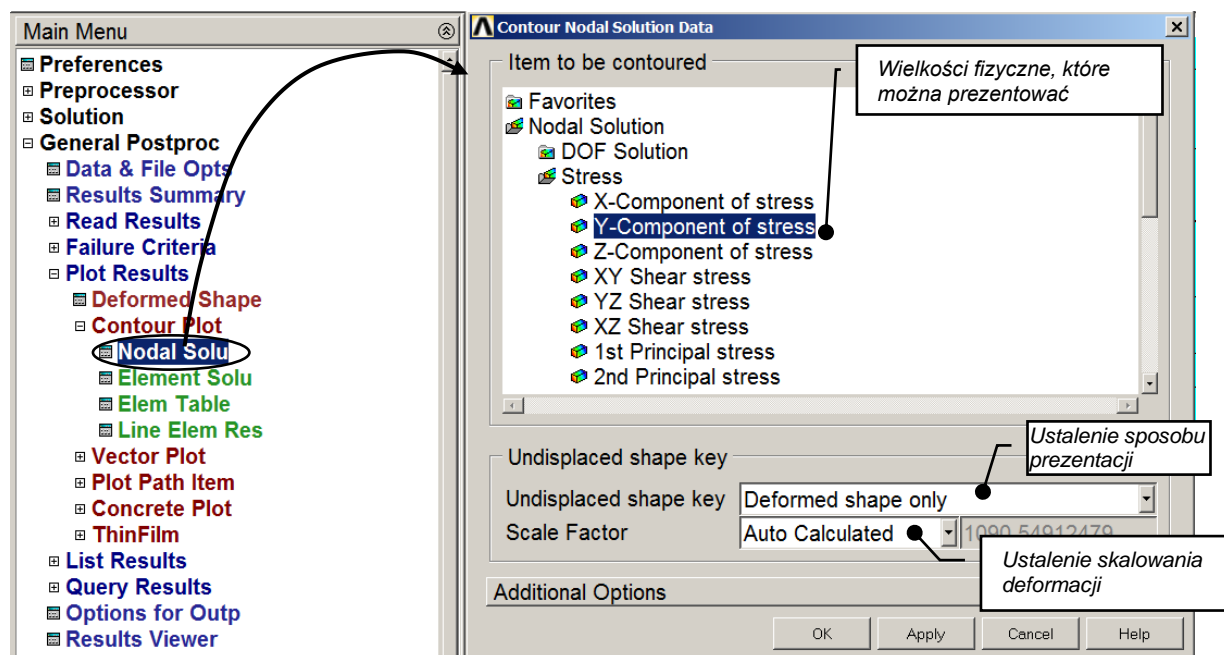 Main Menu
Preferences
Preprocessor
Solution
General Postproc
Data & File Opts
Results Summary
Read Results
Failure Criteria
Plot Results
Deformed Shape
Contour Plot
Nodal Solu
Element Solu
Elem Table
Line Elem Res
Vector Plot
Plot Path Item
Concrete Plot
ThinFilm
List Results
Query Results
Options for Outp
Results Viewer
Contour Nodal Solution Data
Item to be contoured
Wielkości fizyczne, które
można prezentować
Favorites
Nodal Solution
DOF Solution
Stress
X-Component of stress
Y-Component of stress
Z-Component of stress
XY Shear stress
YZ Shear stress
XZ Shear stress
1st Principal stress
2nd Principal stress
Ustalenie sposobu
prezentacji
Undisplaced shape key
Undisplaced shape key Deformed shape only
Scale Factor Auto Calculated 1090.54912479
Ustalenie skalowania
deformacji
Additional Options
OK Apply Cancel Help